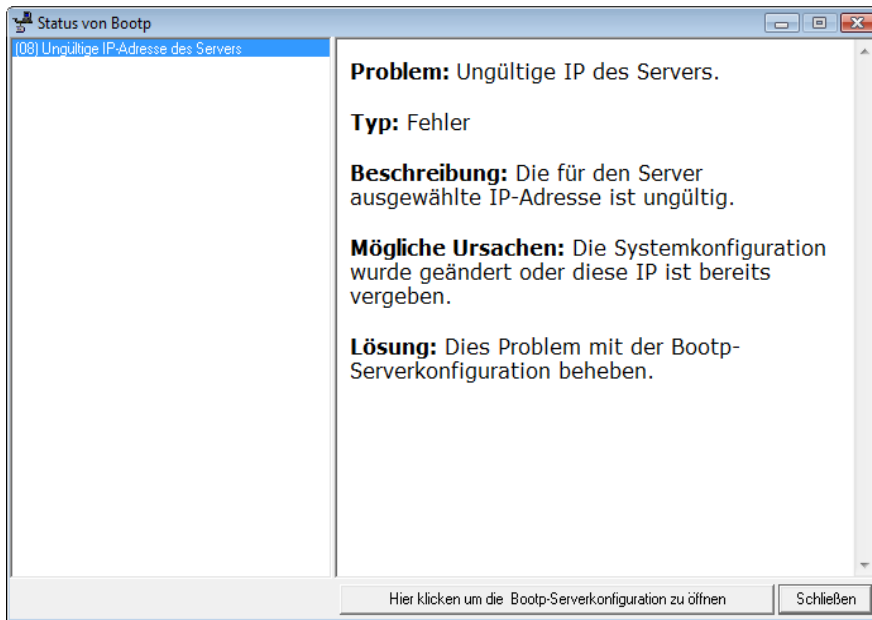 Status von Bootp
(08) Ungültige IP-Adresse des Servers
Problem: Ungültige IP des Servers.
Typ: Fehler
Beschreibung: Die für den Server
ausgewählte IP-Adresse ist ungültig.
Mögliche Ursachen: Die Systemkonfiguration
wurde geändert oder diese IP ist bereits
vergeben.
Lösung: Dies Problem mit der Bootp-
Serverkonfiguration beheben.
Hier klicken um die Bootp-Serverkonfiguration zu öffnen
Schließen